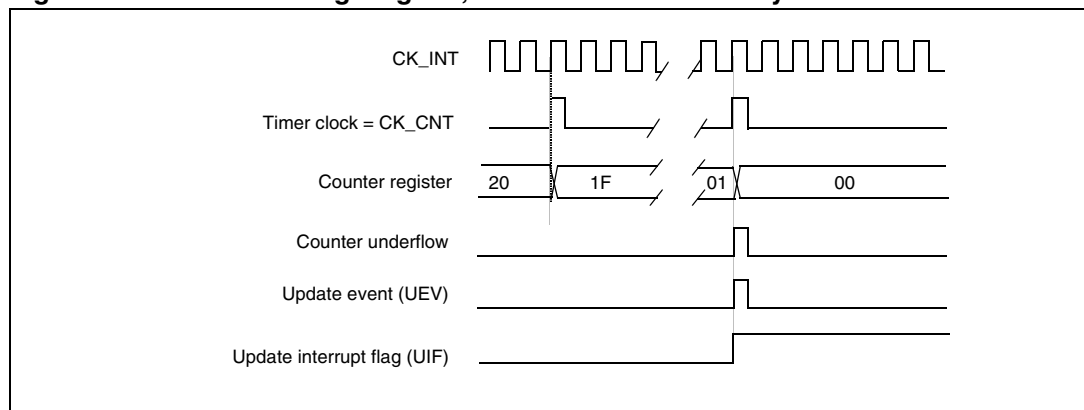 CK_INT
Timer clock = CK_CNT
Counter register 20 1F 01 00
Counter underflow
Update event (UEV)
Update interrupt flag (UIF)